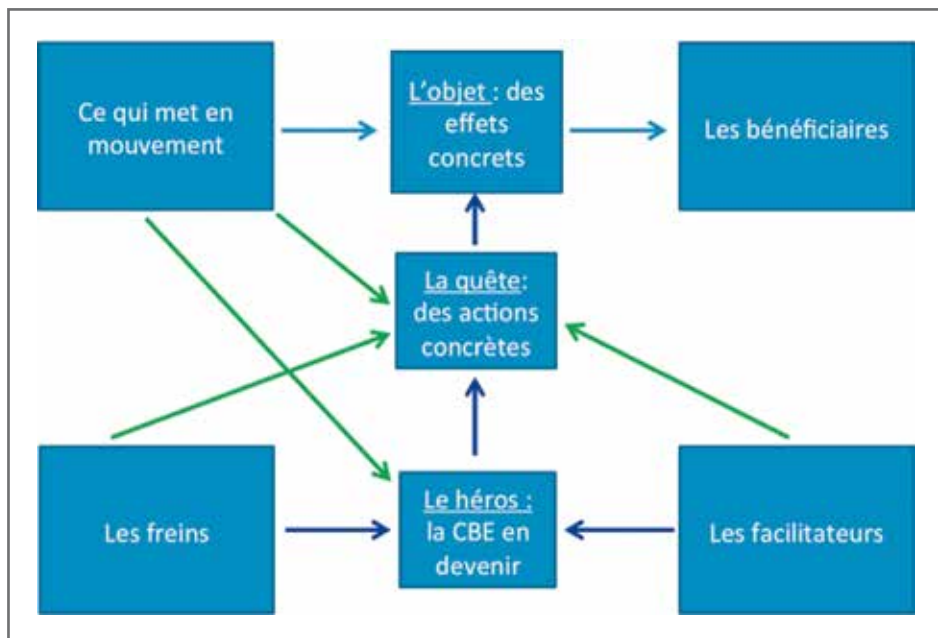 Ce qui met en
mouvement
L'objet : des
effets
concrets
Les bénéficiaires
La quête:
des actions
concrètes
Les freins
Le héros :
la CBE en
devenir
Les facilitateurs